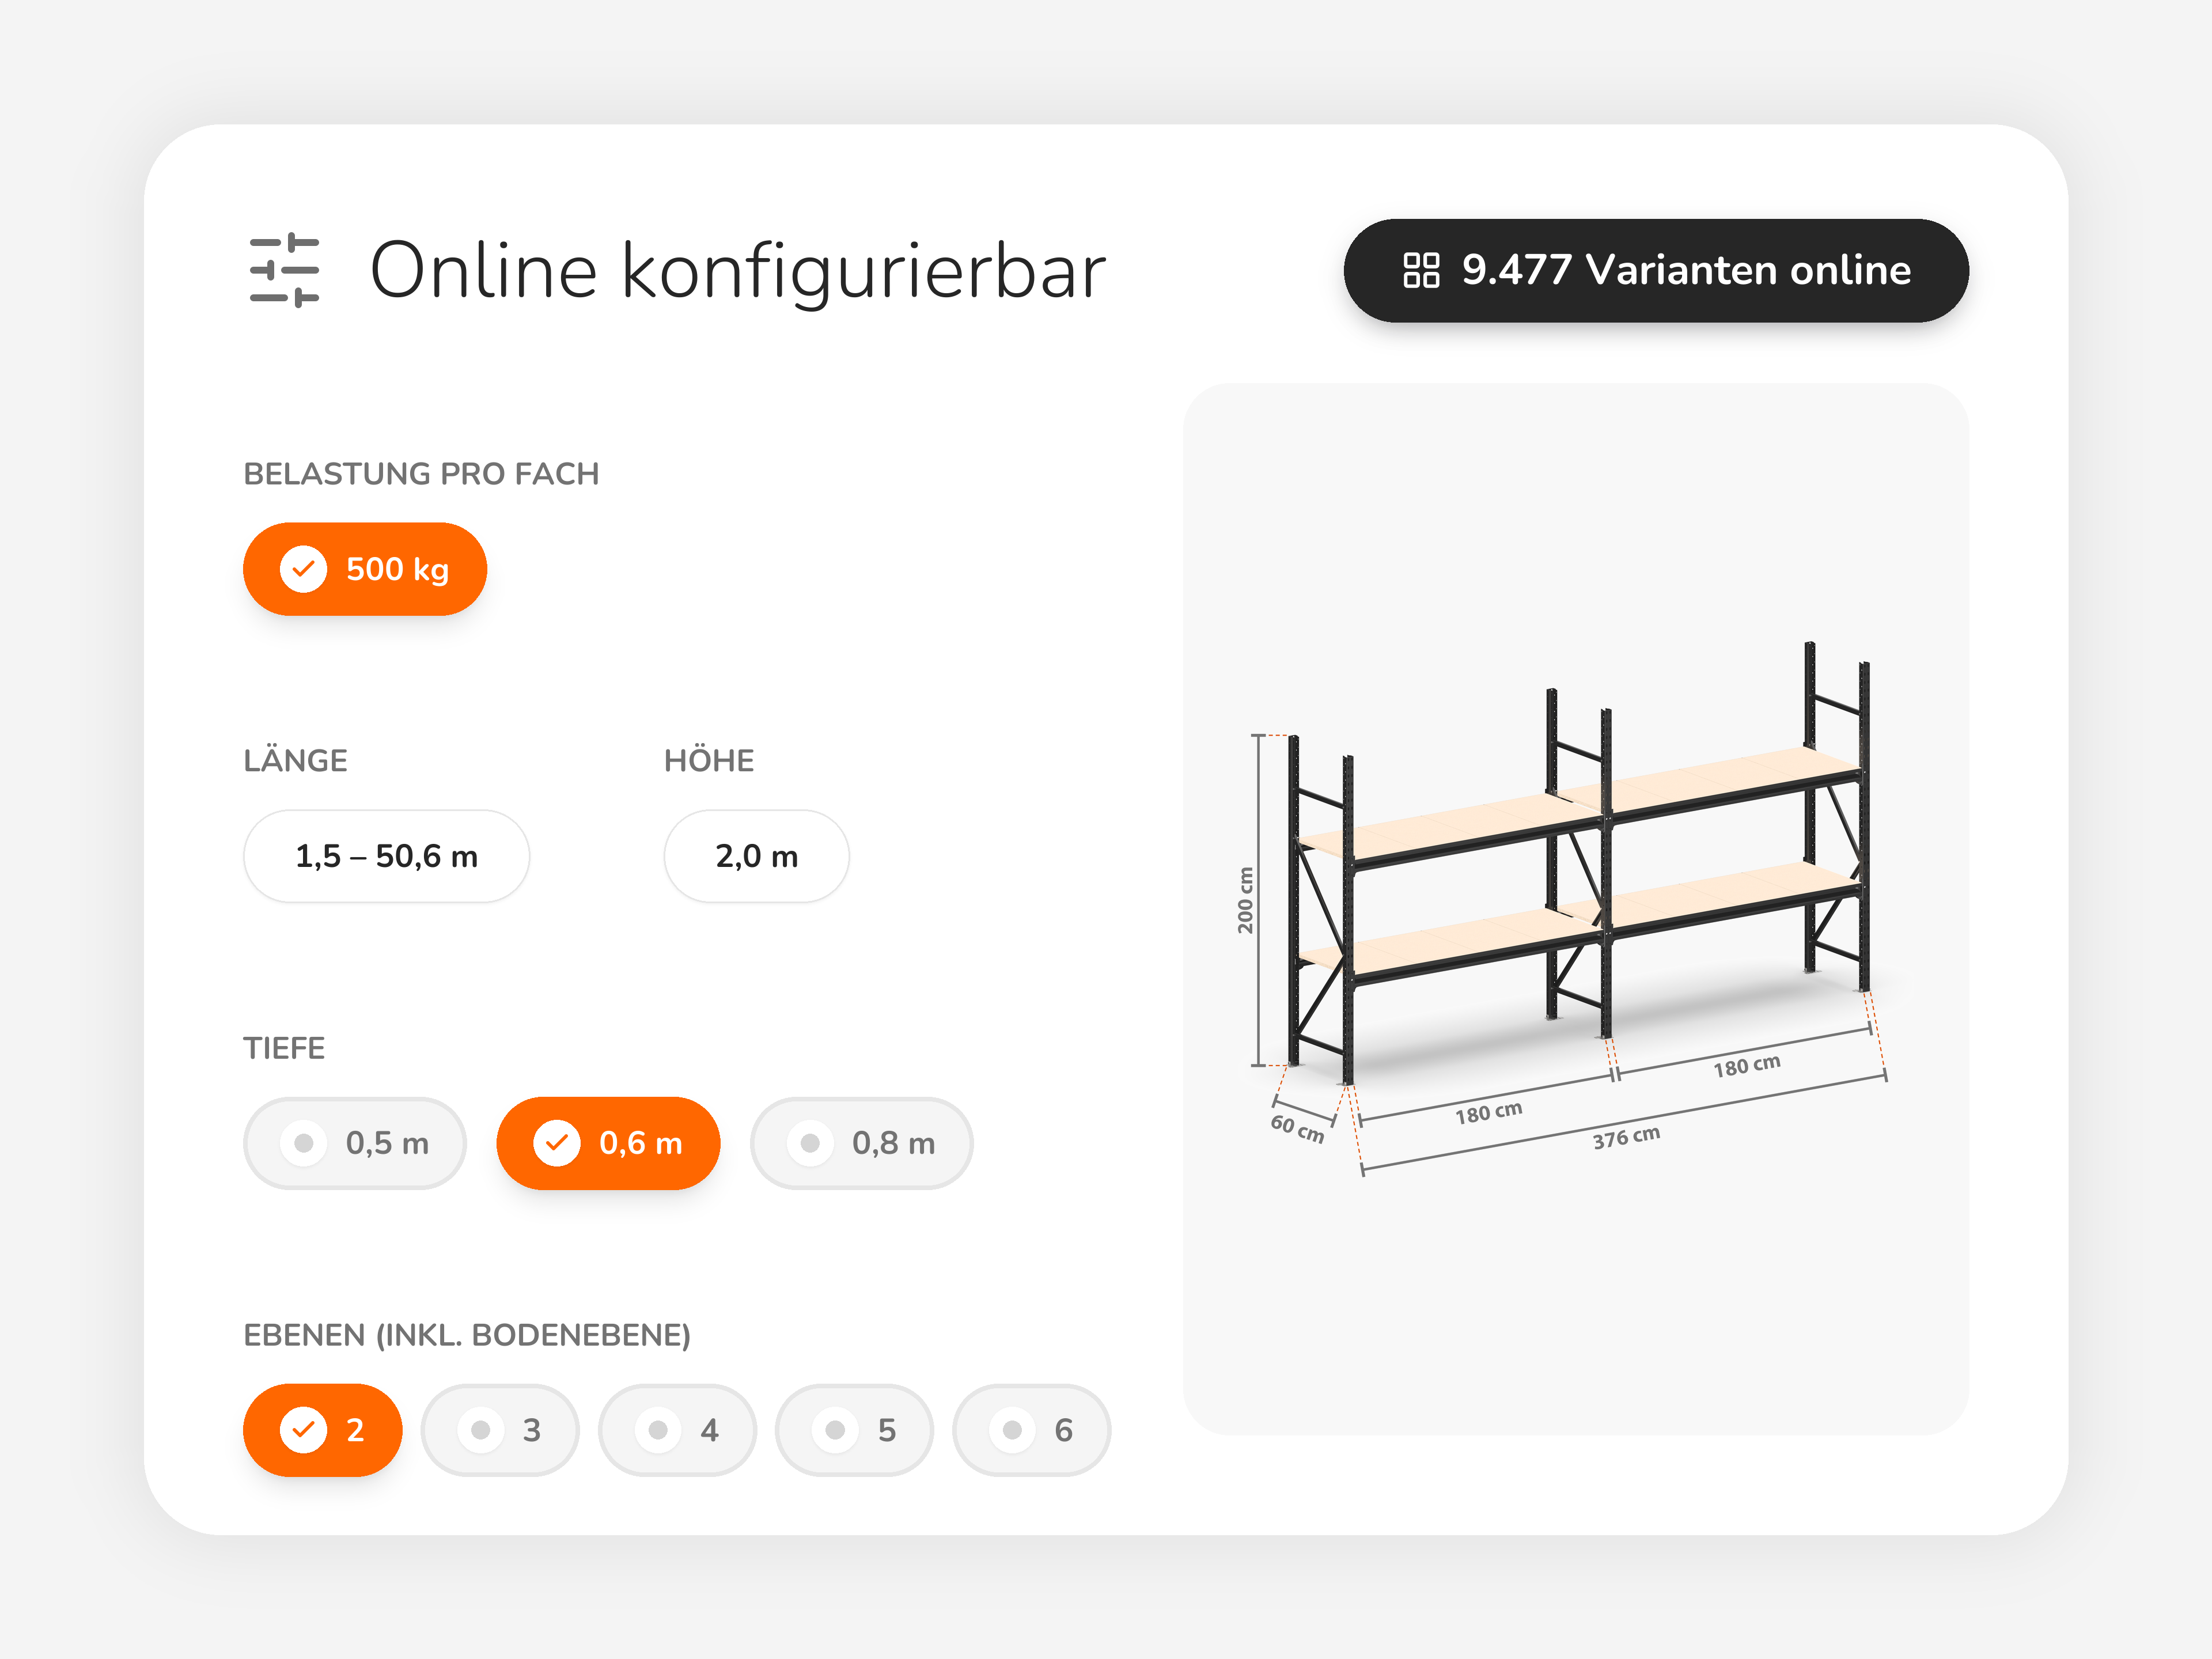 Online konfigurierbar
9.477 Varianten online
BELASTUNG PRO FACH
500 kg
LÄNGE
HÖHE
1,5 – 50,6 m
2,0 m
TIEFE
0,5 m
0,6 m
0,8 m
EBENEN (INKL. BODENEBENE)
2
3
4
5
6
200 cm
60 cm
180 cm
180 cm
376 cm